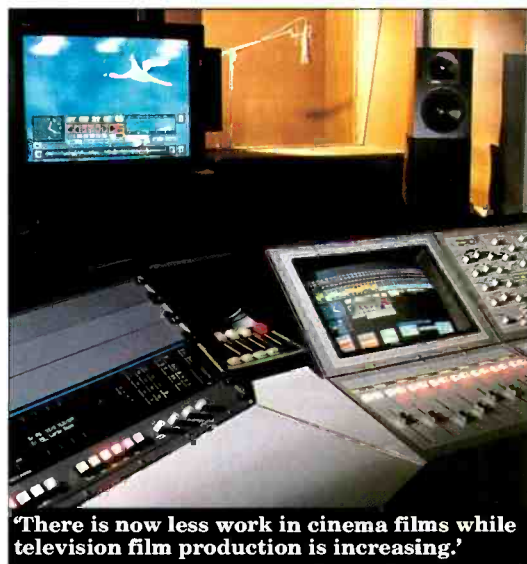 ‘There is now less work in cinema films while
television film production is increasing.’